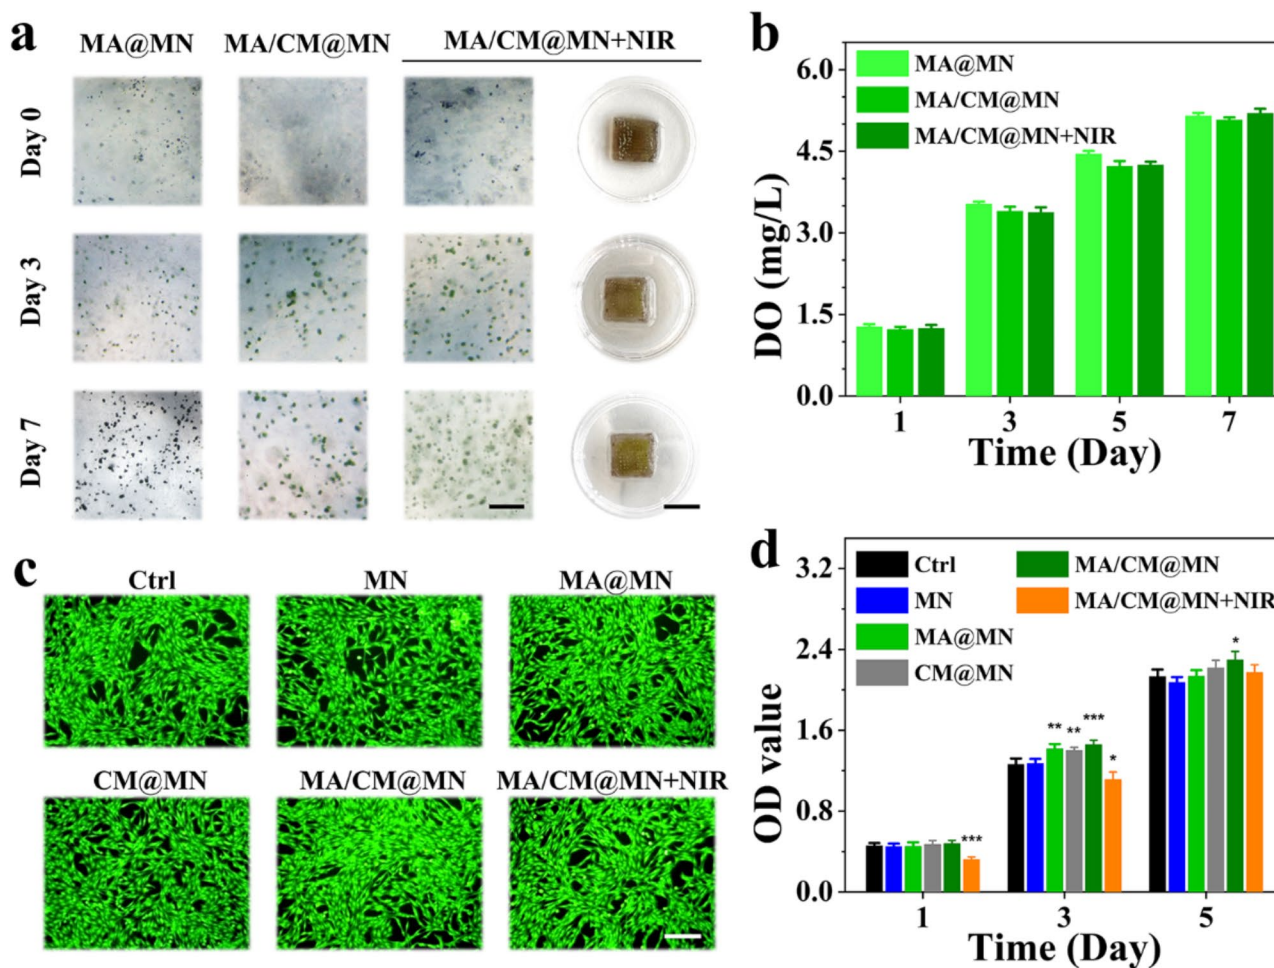 a
MA@MN MA/CM@MN MA/CM@MN+NIR
Day 0
Day 3
Day 7
b
MA@MN
MA/CM@MN
MA/CM@MN+NIR
6.0
4.5
3.0
1.5
0.0
DO (mg/L)
1 3 5 7
Time (Day)
c
Ctrl MN MA@MN
CM@MN MA/CM@MN MA/CM@MN+NIR
d
Ctrl MA/CM@MN
MN MA/CM@MN+NIR
MA@MN
CM@MN
3.2
2.4
1.6
0.8
0.0
OD value
***
** ** *** *
*
1 3 5
Time (Day)